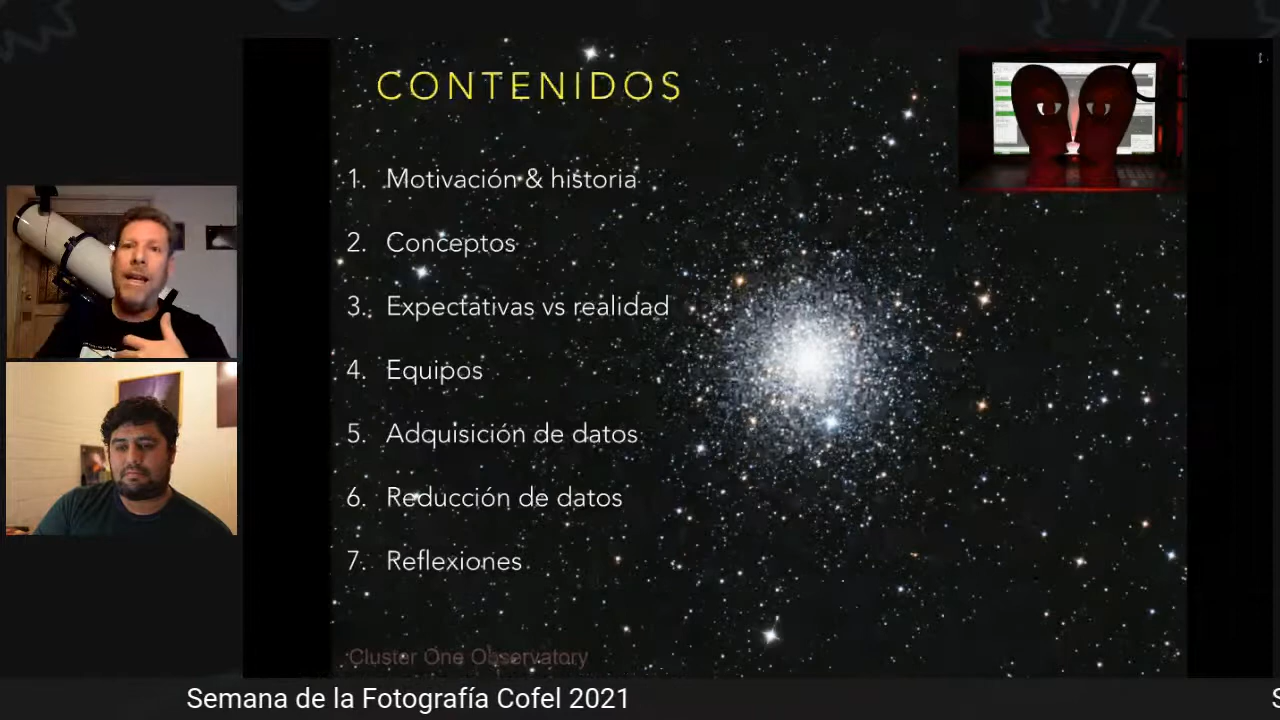 CONTENIDOS
1. Motivación & historia
2. Conceptos
3. Expectativas vs realidad
4. Equipos
5. Adquisición de datos
6. Reducción de datos
7. Reflexiones
Cluster One Observatory
Semana de la Fotografía Cofel 2021
S